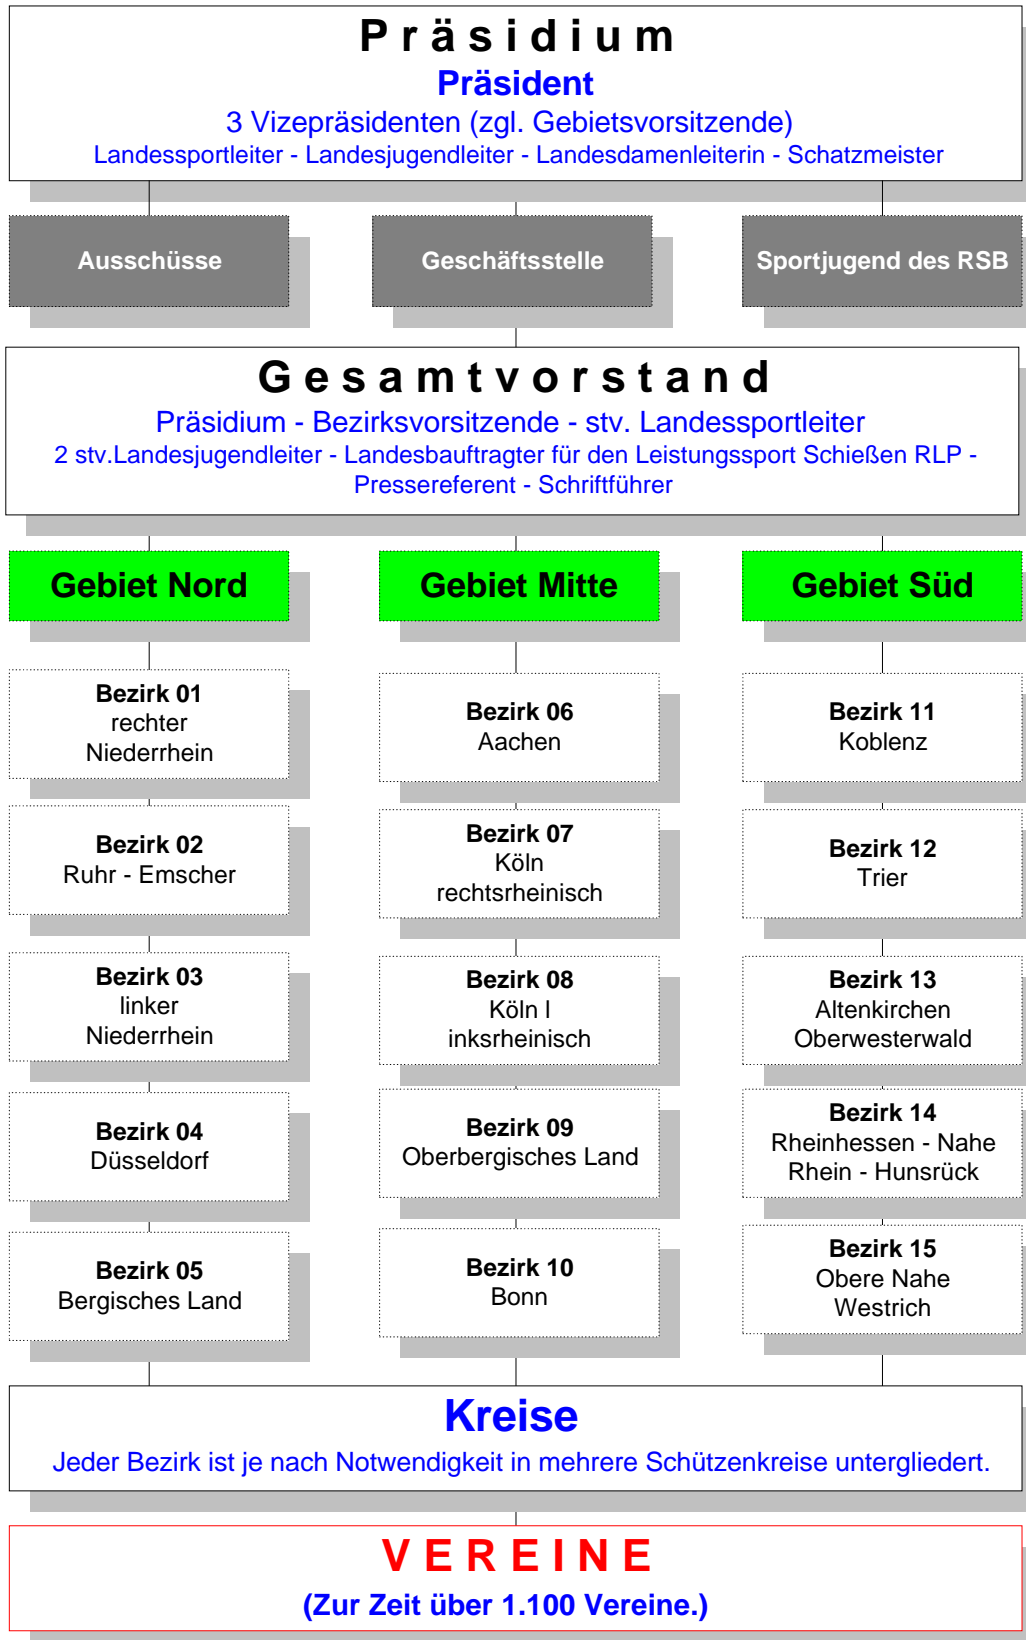 P r ä s i d i u m
Präsident
3 Vizepräsidenten (zgl. Gebietsvorsitzende)
Landessportleiter - Landesjugendleiter - Landesdamenleiterin - Schatzmeister
Ausschüsse
Geschäftsstelle
Sportjugend des RSB
G e s a m t v o r s t a n d
Präsidium - Bezirksvorsitzende - stv. Landessportleiter
2 stv.Landesjugendleiter - Landesbauftragter für den Leistungssport Schießen RLP -
Pressereferent - Schriftführer
Gebiet Nord
Bezirk 01
rechter
Niederrhein
Bezirk 02
Ruhr - Emscher
Bezirk 03
linker
Niederrhein
Bezirk 04
Düsseldorf
Bezirk 05
Bergisches Land
Gebiet Mitte
Bezirk 06
Aachen
Bezirk 07
Köln
rechtsrheinisch
Bezirk 08
Köln l
inksrheinisch
Bezirk 09
Oberbergisches Land
Bezirk 10
Bonn
Gebiet Süd
Bezirk 11
Koblenz
Bezirk 12
Trier
Bezirk 13
Altenkirchen
Oberwesterwald
Bezirk 14
Rheinhessen - Nahe
Rhein - Hunsrück
Bezirk 15
Obere Nahe
Westrich
Kreise
Jeder Bezirk ist je nach Notwendigkeit in mehrere Schützenkreise untergliedert.
V E R E I N E
(Zur Zeit über 1.100 Vereine.)